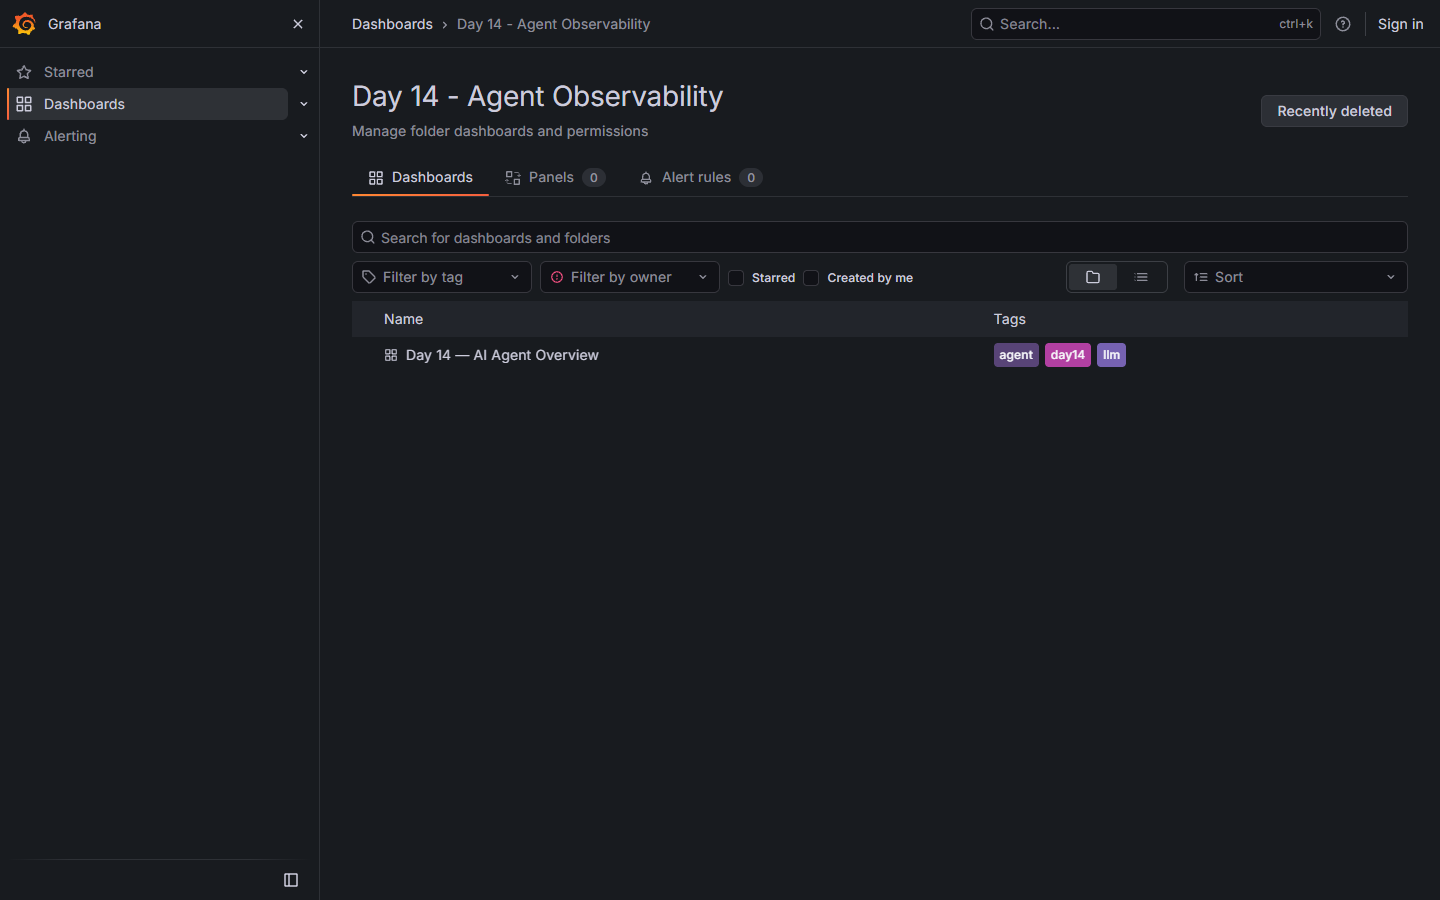 Grafana
Dashboards › Day 14 - Agent Observability
Search...
ctrl+k
Sign in
Starred
Dashboards
Alerting
Day 14 - Agent Observability
Manage folder dashboards and permissions
Recently deleted
Dashboards
Panels 0
Alert rules 0
Search for dashboards and folders
Filter by tag
Filter by owner
Starred
Created by me
Sort
Name
Tags
Day 14 — AI Agent Overview
agent day14 llm